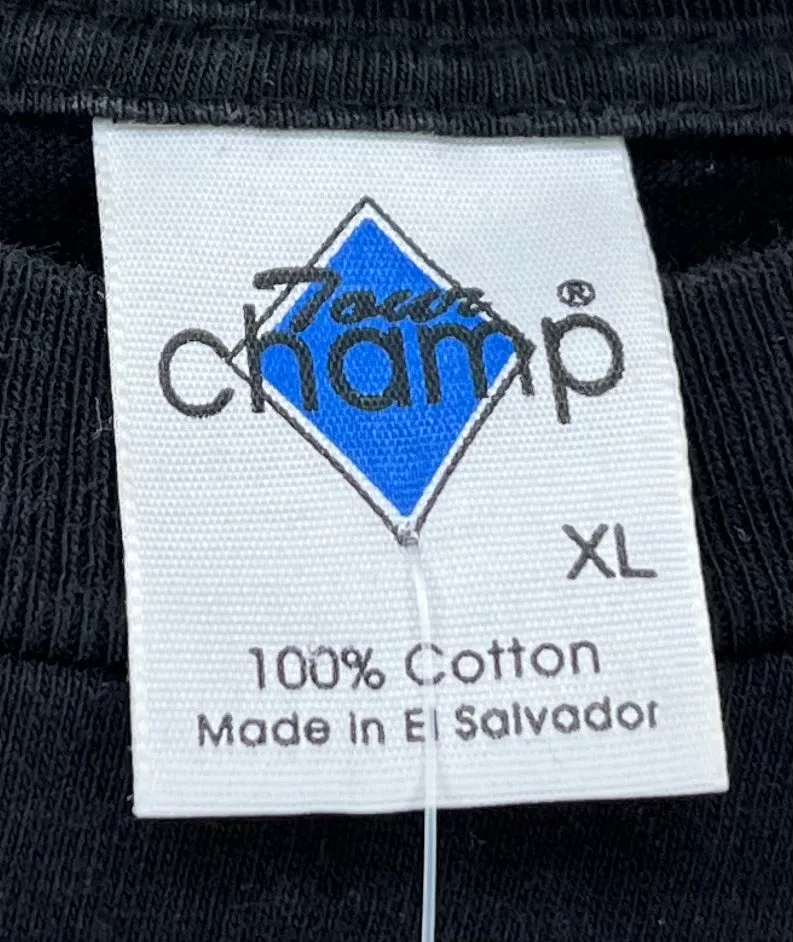 Tour
champ®
XL
100% Cotton
Made In El Salvador